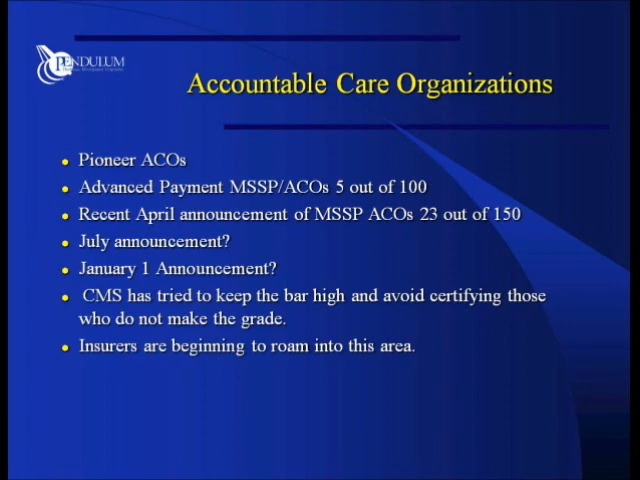 PENDULUM
Accountable Care Organizations
Pioneer ACOs
Advanced Payment MSSP/ACOs 5 out of 100
Recent April announcement of MSSP ACOs 23 out of 150
July announcement?
January 1 Announcement?
CMS has tried to keep the bar high and avoid certifying those
who do not make the grade.
Insurers are beginning to roam into this area.